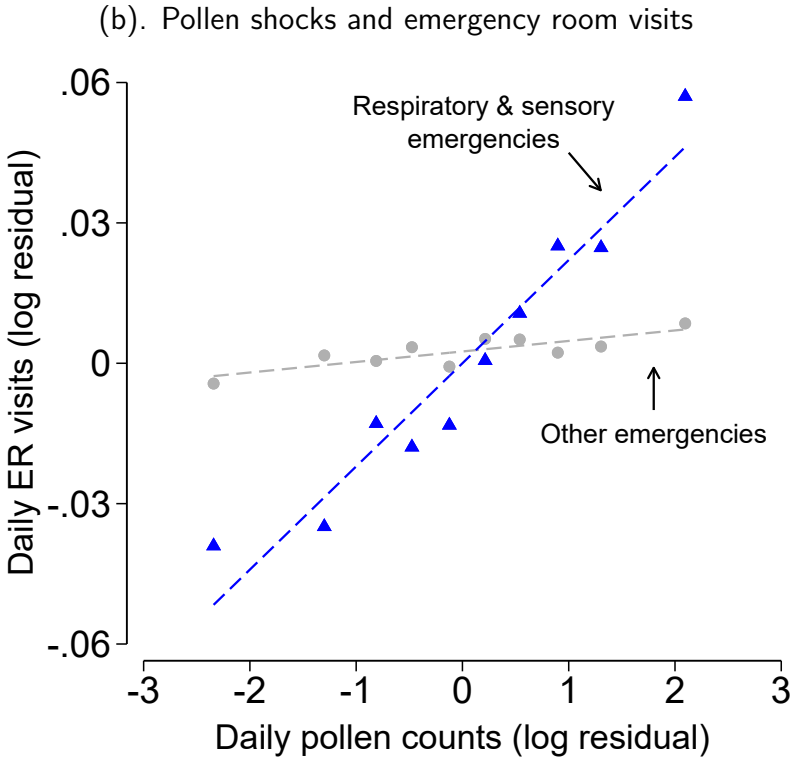 (b). Pollen shocks and emergency room visits
.06
.03
0
-.03
-.06
Daily ER visits (log residual)
Respiratory & sensory
emergencies
Other emergencies
-3 -2 -1 0 1 2 3
Daily pollen counts (log residual)